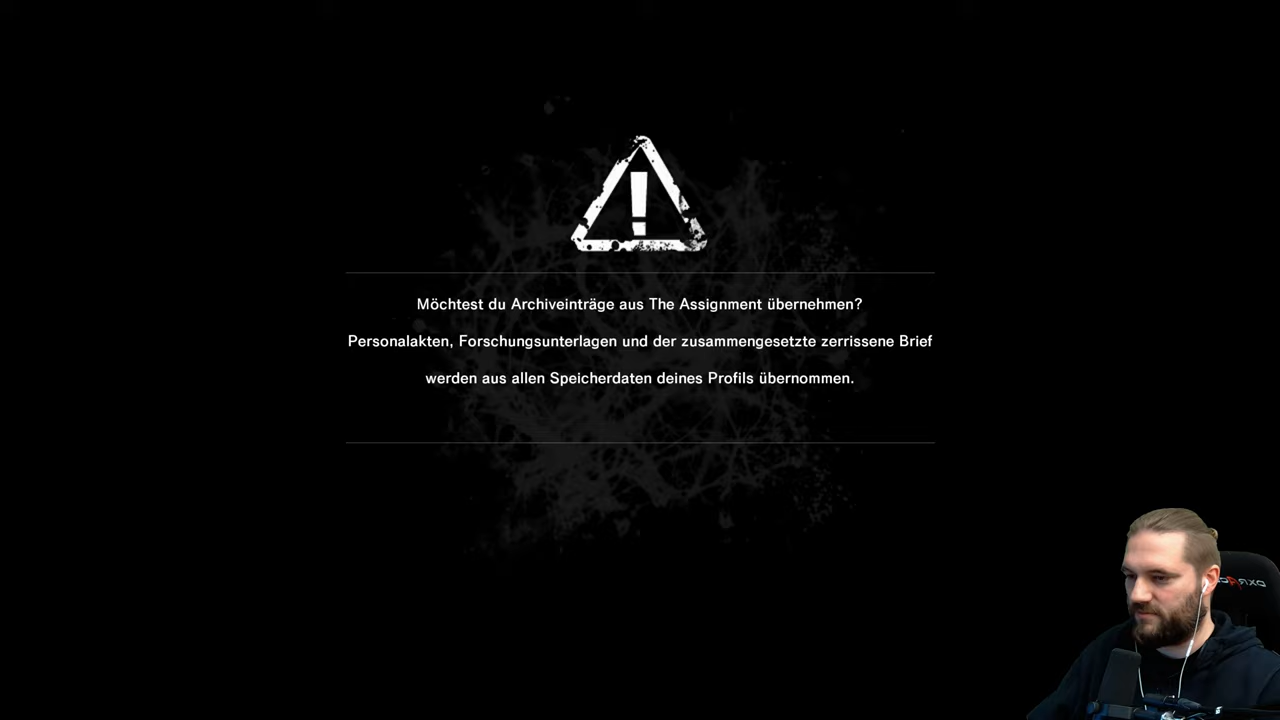 Möchtest du Archiveinträge aus The Assignment übernehmen?
Personalakten, Forschungsunterlagen und der zusammengesetzte zerrissene Brief
werden aus allen Speicherdaten deines Profils übernommen.